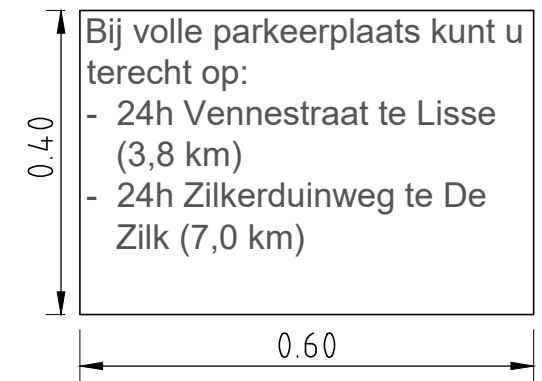 Bij volle parkeerplaats kunt u
terecht op:
- 24h Vennestraat te Lisse
(3,8 km)
- 24h Zilkerduinweg te De
Zilk (7,0 km)
0.40
0.60